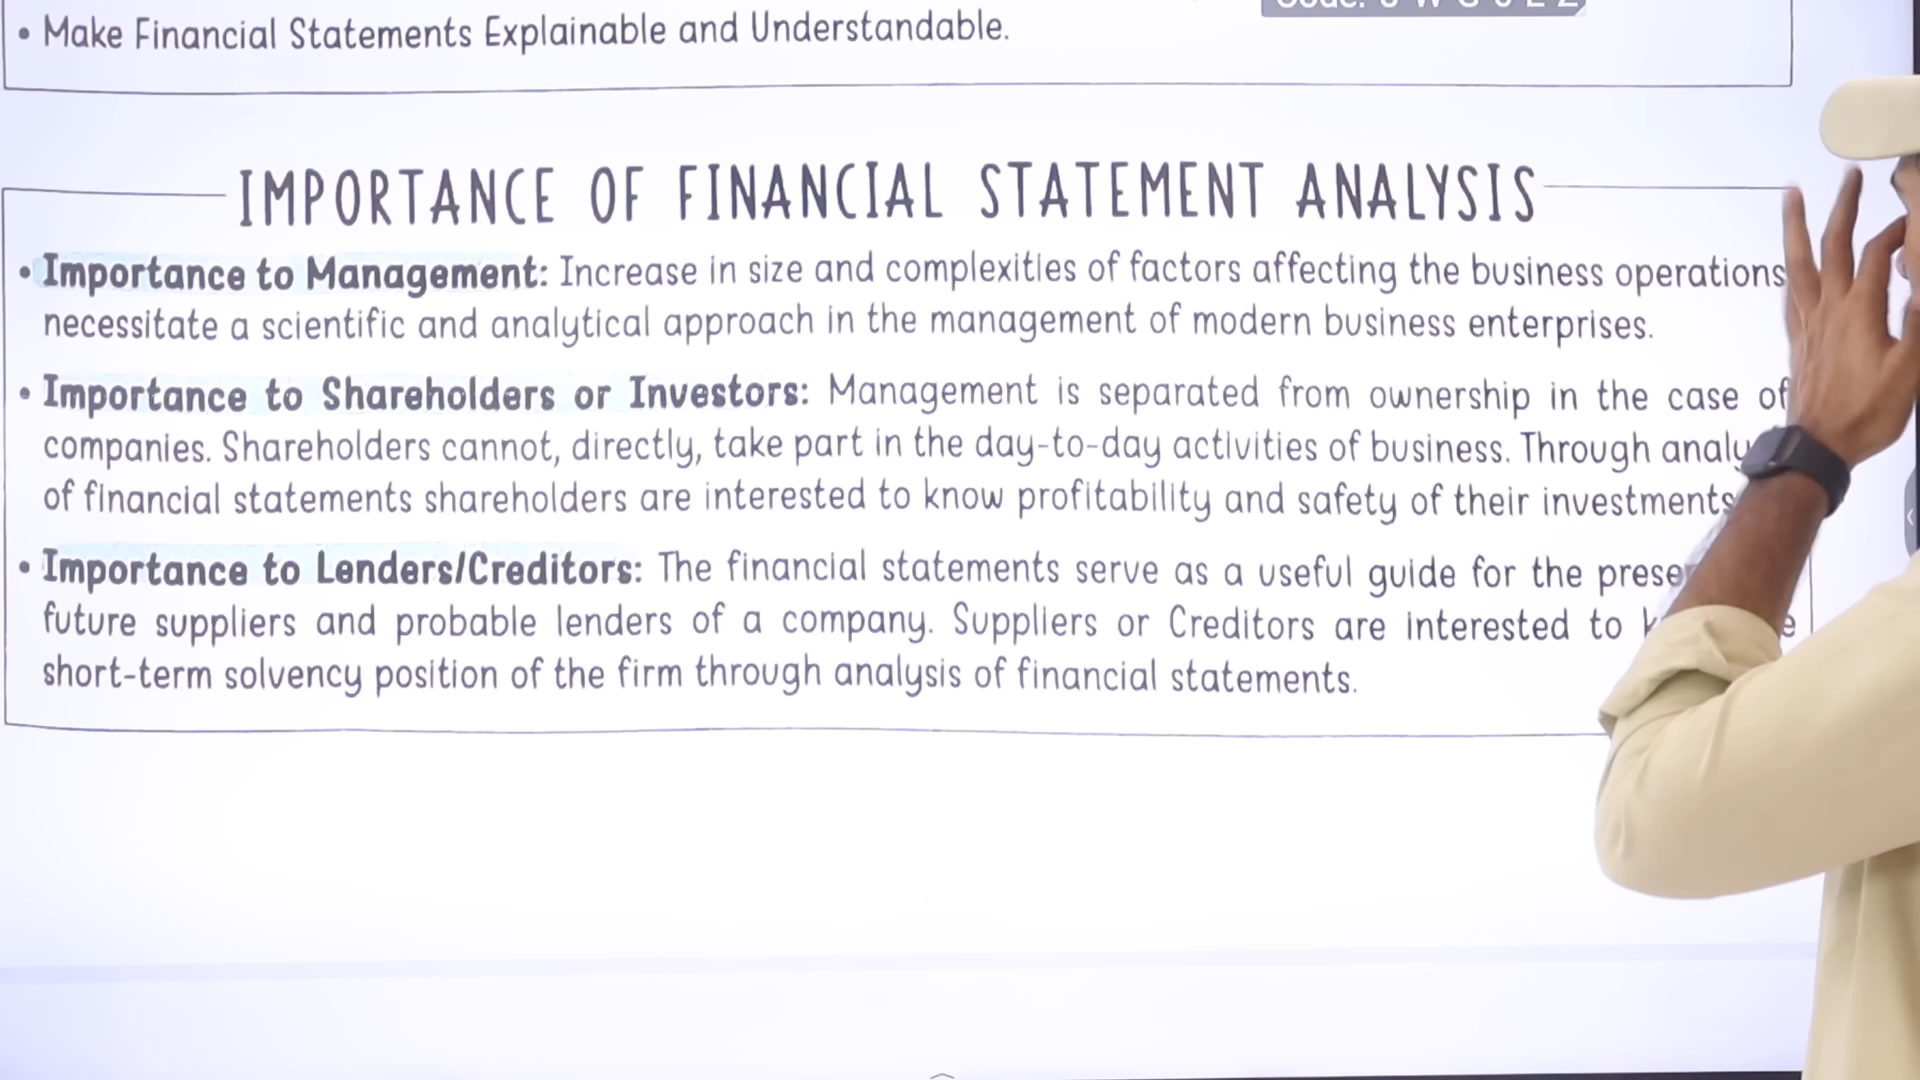 • Make Financial Statements Explainable and Understandable.
IMPORTANCE OF FINANCIAL STATEMENT ANALYSIS
• Importance to Management: Increase in size and complexities of factors affecting the business operations
necessitate a scientific and analytical approach in the management of modern business enterprises.
• Importance to Shareholders or Investors: Management is separated from ownership in the case of
companies. Shareholders cannot, directly, take part in the day-to-day activities of business. Through
of financial statements shareholders are interested to know profitability and safety of their investments
• Importance to Lenders/Creditors: The financial statements serve as a useful guide for the
future suppliers and probable lenders of a company. Suppliers or Creditors are interested to
short-term solvency position of the firm through analysis of financial statements.